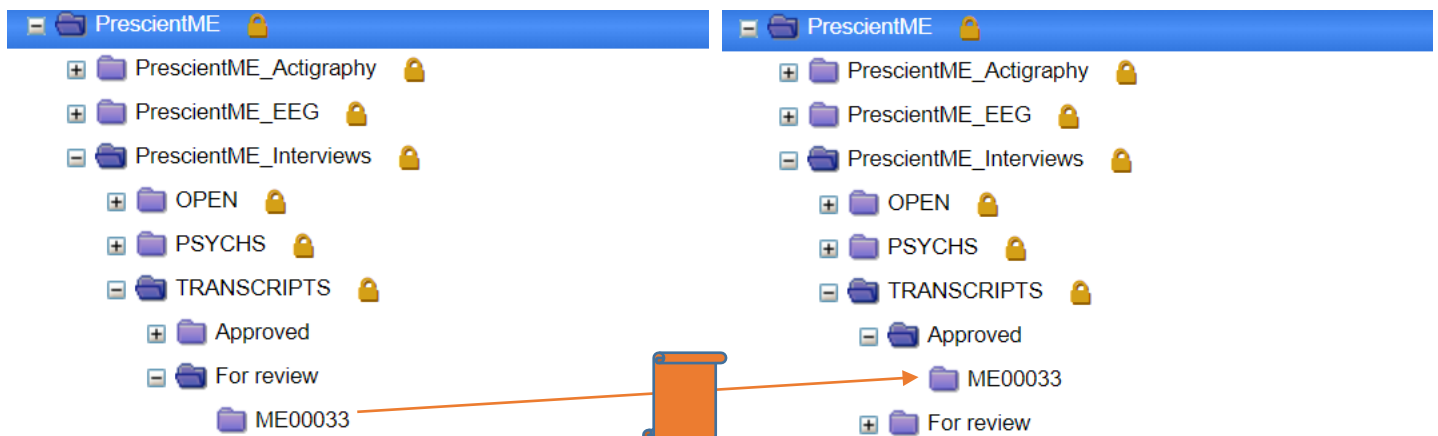 PrescientME
PrescientME_Actigraphy
PrescientME_EEG
PrescientME_Interviews
OPEN
PSYCHS
TRANSCRIPTS
Approved
For review
ME00033
PrescientME
PrescientME_Actigraphy
PrescientME_EEG
PrescientME_Interviews
OPEN
PSYCHS
TRANSCRIPTS
Approved
ME00033
For review